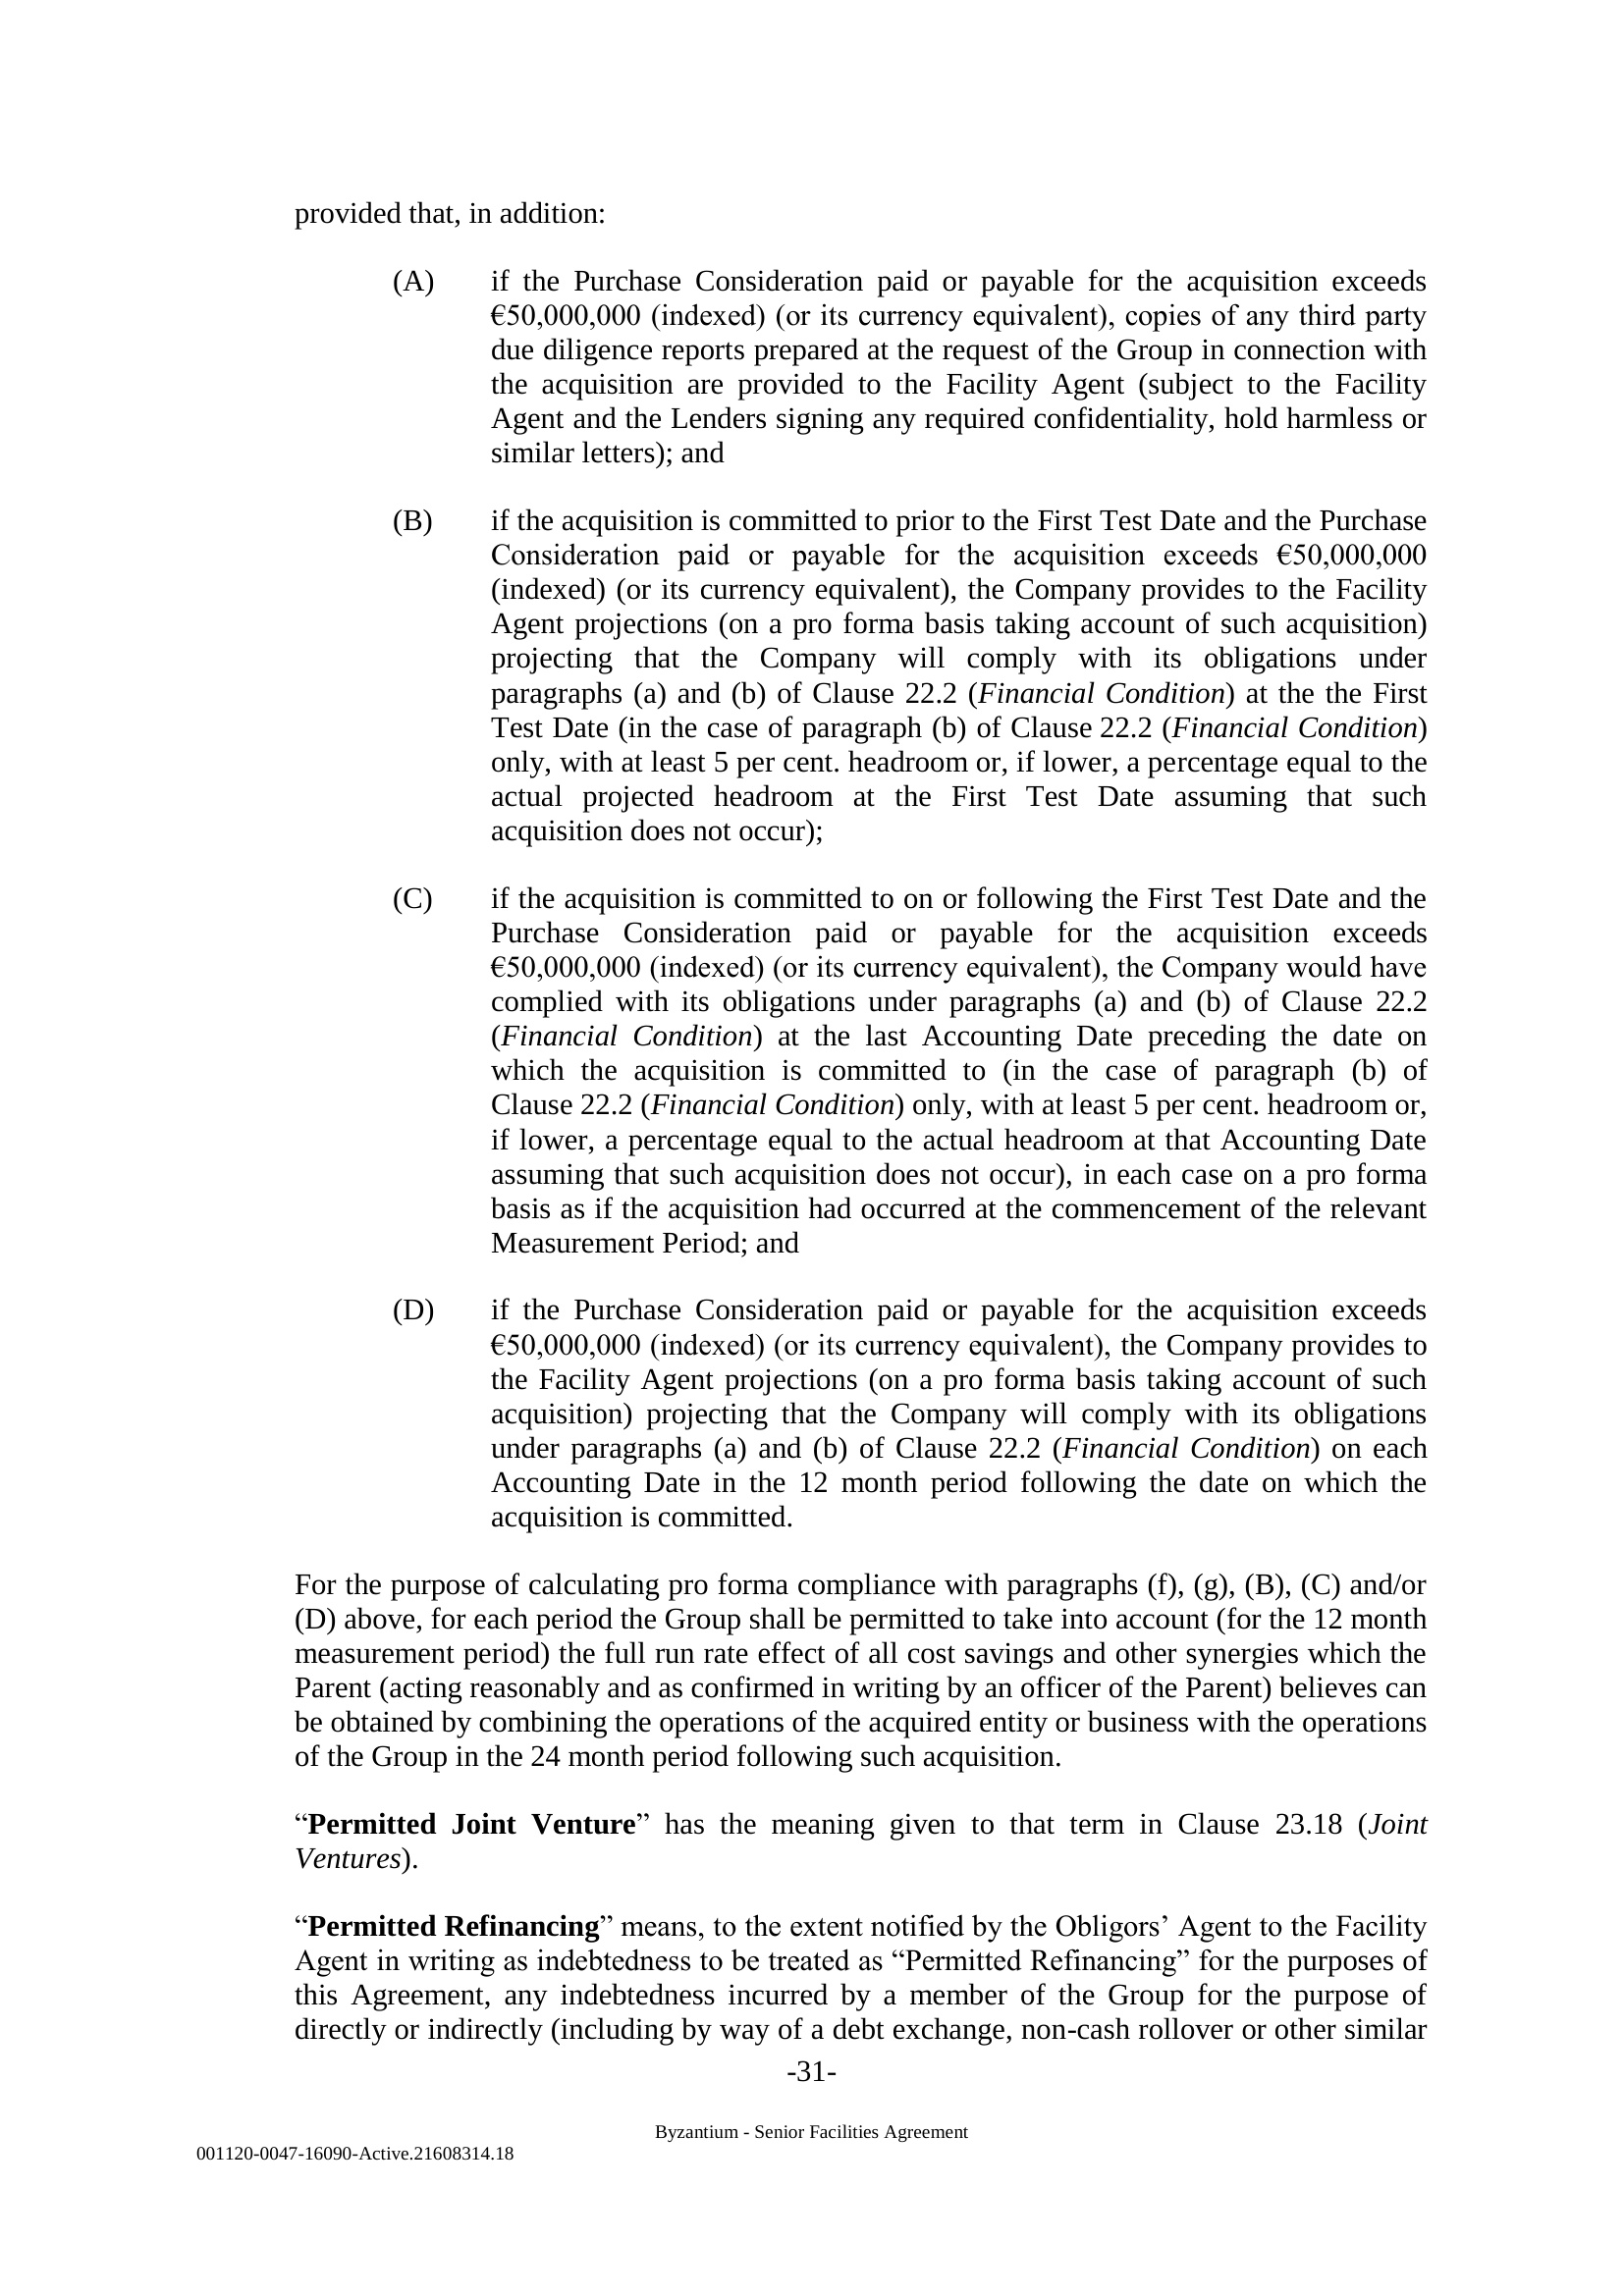 provided that, in addition:
(A) if the Purchase Consideration paid or payable for the acquisition exceeds
€50,000,000 (indexed) (or its currency equivalent), copies of any third party
due diligence reports prepared at the request of the Group in connection with
the acquisition are provided to the Facility Agent (subject to the Facility
Agent and the Lenders signing any required confidentiality, hold harmless or
similar letters); and
(B) if the acquisition is committed to prior to the First Test Date and the Purchase
Consideration paid or payable for the acquisition exceeds €50,000,000
(indexed) (or its currency equivalent), the Company provides to the Facility
Agent projections (on a pro forma basis taking account of such acquisition)
projecting that the Company will comply with its obligations under
paragraphs (a) and (b) of Clause 22.2 (Financial Condition) at the the First
Test Date (in the case of paragraph (b) of Clause 22.2 (Financial Condition)
only, with at least 5 per cent. headroom or, if lower, a percentage equal to the
actual projected headroom at the First Test Date assuming that such
acquisition does not occur);
(C) if the acquisition is committed to on or following the First Test Date and the
Purchase Consideration paid or payable for the acquisition exceeds
€50,000,000 (indexed) (or its currency equivalent), the Company would have
complied with its obligations under paragraphs (a) and (b) of Clause 22.2
(Financial Condition) at the last Accounting Date preceding the date on
which the acquisition is committed to (in the case of paragraph (b) of
Clause 22.2 (Financial Condition) only, with at least 5 per cent. headroom or,
if lower, a percentage equal to the actual headroom at that Accounting Date
assuming that such acquisition does not occur), in each case on a pro forma
basis as if the acquisition had occurred at the commencement of the relevant
Measurement Period; and
(D) if the Purchase Consideration paid or payable for the acquisition exceeds
€50,000,000 (indexed) (or its currency equivalent), the Company provides to
the Facility Agent projections (on a pro forma basis taking account of such
acquisition) projecting that the Company will comply with its obligations
under paragraphs (a) and (b) of Clause 22.2 (Financial Condition) on each
Accounting Date in the 12 month period following the date on which the
acquisition is committed.
For the purpose of calculating pro forma compliance with paragraphs (f), (g), (B), (C) and/or
(D) above, for each period the Group shall be permitted to take into account (for the 12 month
measurement period) the full run rate effect of all cost savings and other synergies which the
Parent (acting reasonably and as confirmed in writing by an officer of the Parent) believes can
be obtained by combining the operations of the acquired entity or business with the operations
of the Group in the 24 month period following such acquisition.
“Permitted Joint Venture” has the meaning given to that term in Clause 23.18 (Joint
Ventures).
“Permitted Refinancing” means, to the extent notified by the Obligors’ Agent to the Facility
Agent in writing as indebtedness to be treated as “Permitted Refinancing” for the purposes of
this Agreement, any indebtedness incurred by a member of the Group for the purpose of
directly or indirectly (including by way of a debt exchange, non-cash rollover or other similar
-31-
Byzantium - Senior Facilities Agreement
001120-0047-16090-Active.21608314.18